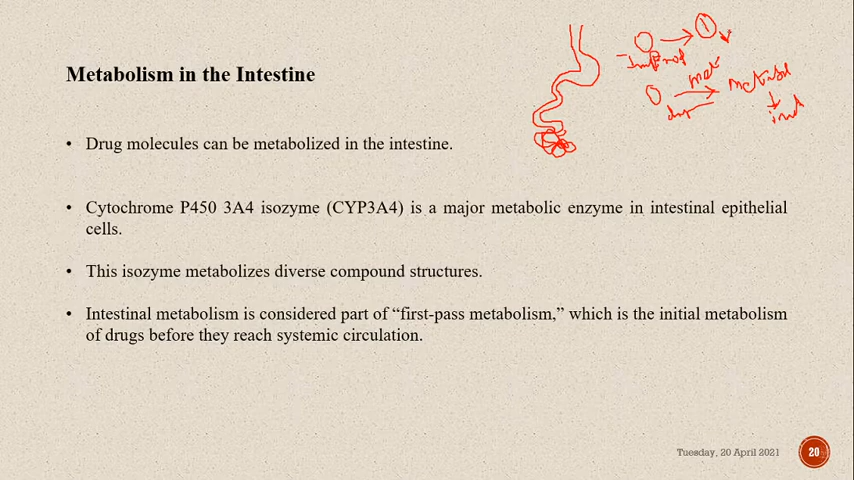 Metabolism in the Intestine
• Drug molecules can be metabolized in the intestine.
• Cytochrome P450 3A4 isozyme (CYP3A4) is a major metabolic enzyme in intestinal epithelial
cells.
• This isozyme metabolizes diverse compound structures.
• Intestinal metabolism is considered part of “first-pass metabolism,” which is the initial metabolism
of drugs before they reach systemic circulation.
Tuesday, 20 April 2021
20